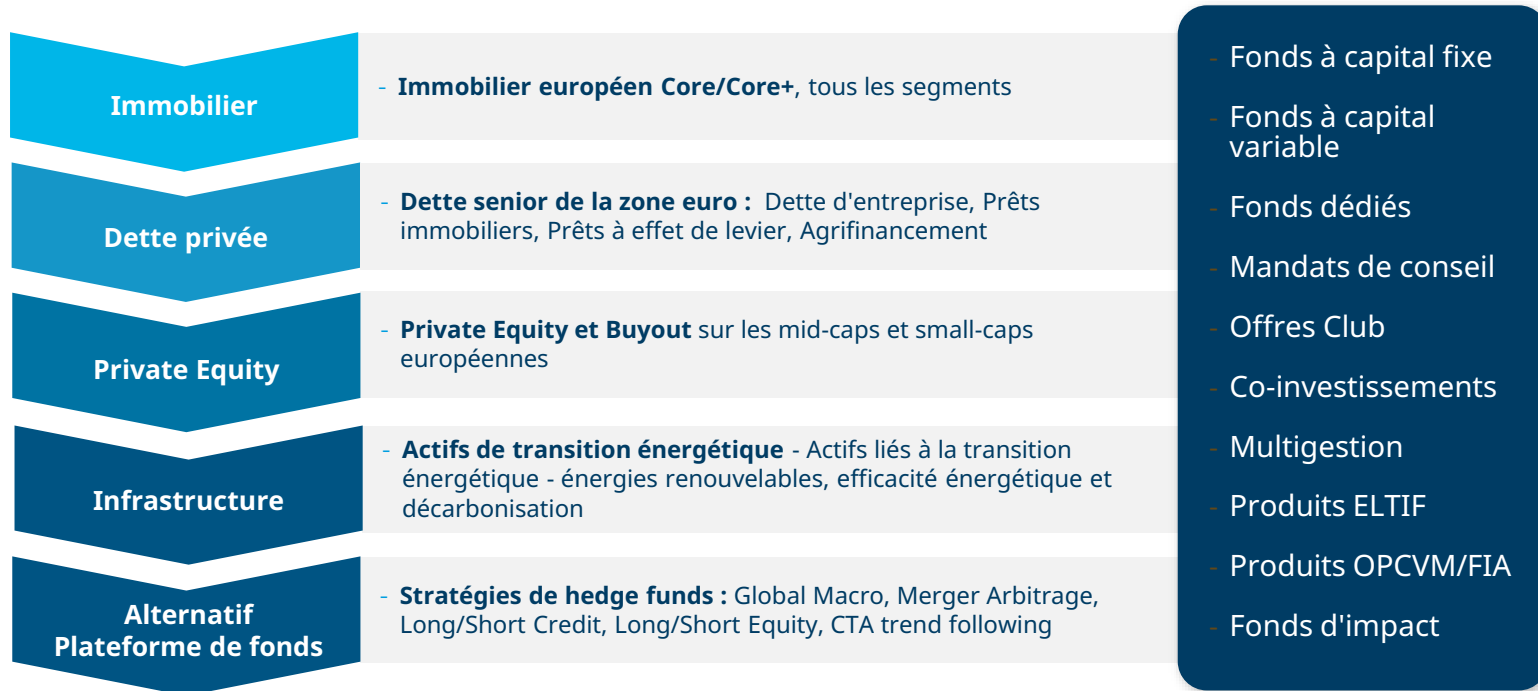 Immobilier
- Immobilier européen Core/Core+, tous les segments
Dette privée
- Dette senior de la zone euro : Dette d'entreprise, Prêts
immobiliers, Prêts à effet de levier, Agrifinancement
Private Equity
- Private Equity et Buyout sur les mid-caps et small-caps
européennes
Infrastructure
- Actifs de transition énergétique - Actifs liés à la transition
énergétique - énergies renouvelables, efficacité énergétique et
décarbonisation
Alternatif
Plateforme de fonds
- Stratégies de hedge funds : Global Macro, Merger Arbitrage,
Long/Short Credit, Long/Short Equity, CTA trend following
- Fonds à capital fixe
- Fonds à capital
variable
- Fonds dédiés
- Mandats de conseil
- Offres Club
- Co-investissements
- Multigestion
- Produits ELTIF
- Produits OPCVM/FIA
- Fonds d'impact